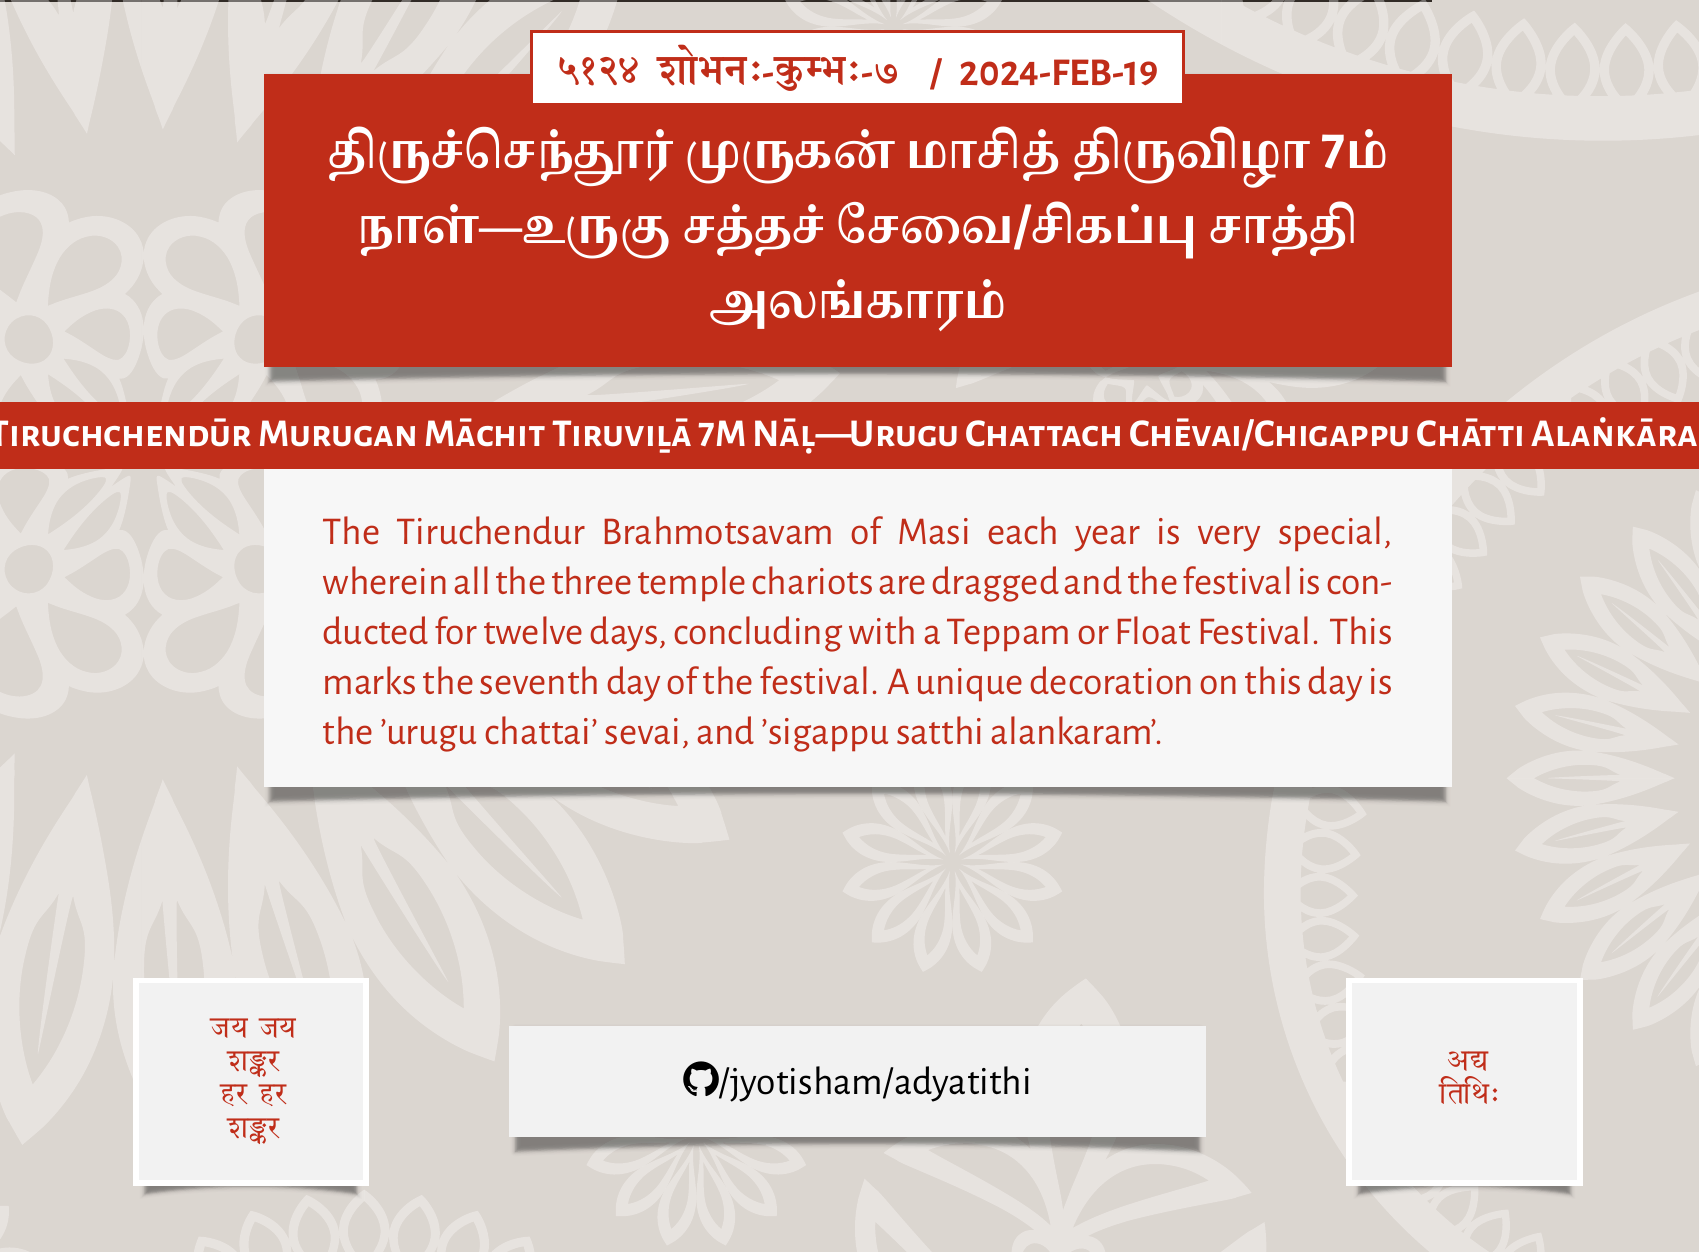 ५१२४ शोभनः-कुम्भः-७ / 2024-FEB-19
திருச்செந்தூர் முருகன் மாசித் திருவிழா 7ம்
நாள்—உருகு சத்தச் சேவை/சிகப்பு சாத்தி
அலங்காரம்
Tiruchchendūr Murugan Māchit Tiruviḻā 7m Nāḷ—Urugu Chattach Chēvai/Chigappu Chātti Alaṅkāra
The Tiruchendur Brahmotsavam of Masi each year is very special,
wherein all the three temple chariots are dragged and the festival is con-
ducted for twelve days, concluding with a Teppam or Float Festival. This
marks the seventh day of the festival. A unique decoration on this day is
the ’urugu chattai’ sevai, and ’sigappu satthi alankaram’.
जय जय
शङ्कर
हर हर
शङ्कर
/jyotisham/adyatithi
अद्य
तिथिः